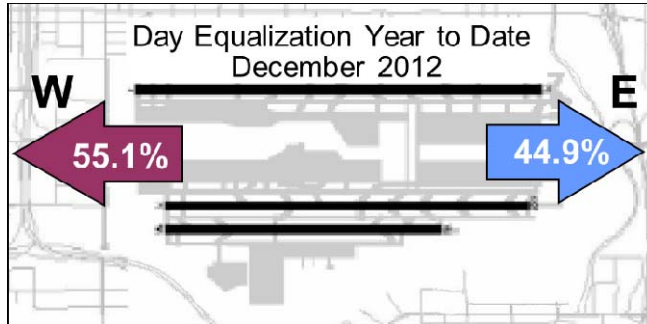 Day Equalization Year to Date
December 2012
W
E
55.1%
44.9%